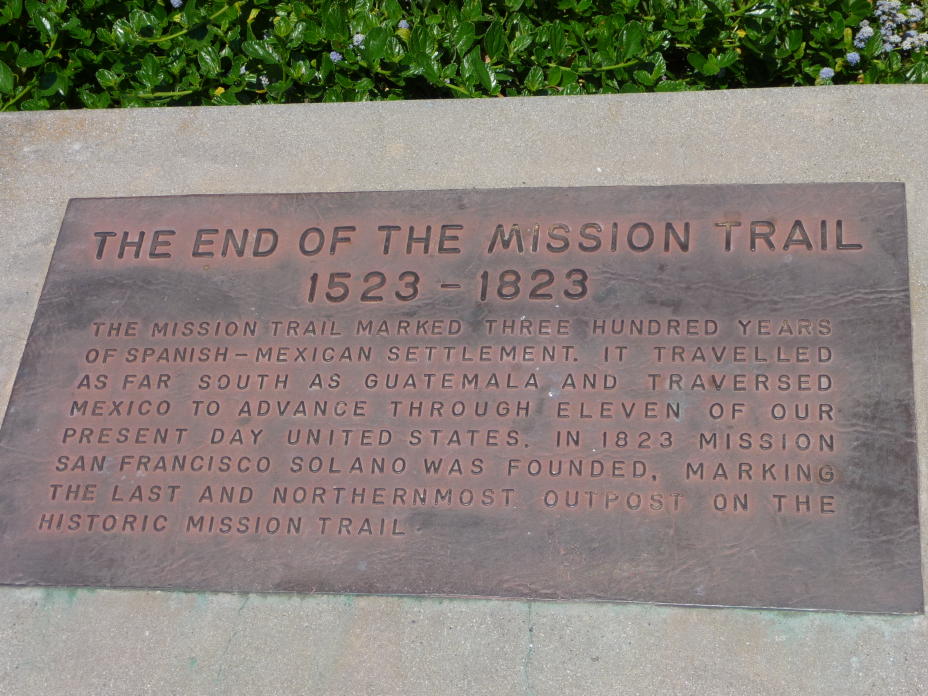 THE END OF THE MISSION TRAIL
1523 - 1823
THE MISSION TRAIL MARKED THREE HUNDRED YEARS
OF SPANISH-MEXICAN SETTLEMENT. IT TRAVELLED
AS FAR SOUTH AS GUATEMALA AND TRAVERSED
MEXICO TO ADVANCE THROUGH ELEVEN OF OUR
PRESENT DAY UNITED STATES. IN 1823 MISSION
SAN FRANCISCO SOLANO WAS FOUNDED, MARKING
THE LAST AND NORTHERNMOST OUTPOST ON THE
HISTORIC MISSION TRAIL